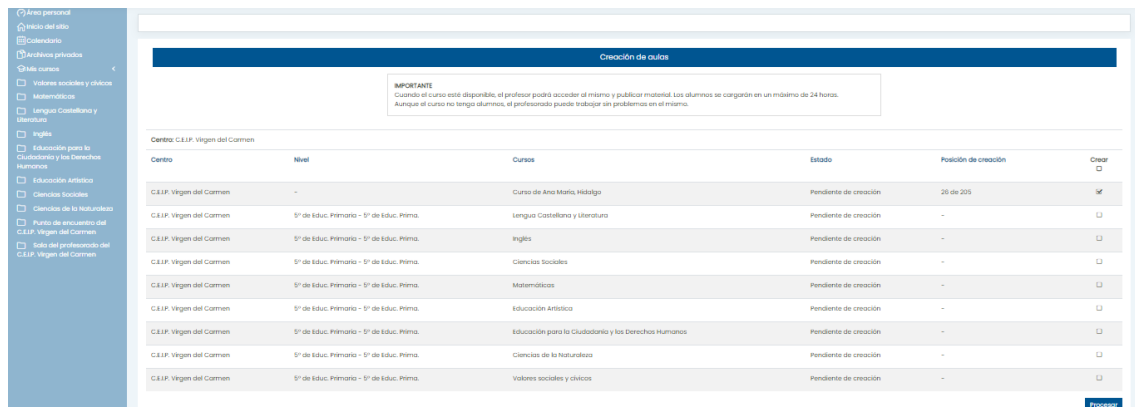 Área personal
Inicio del sitio
Calendario
Archivos privados
Mis cursos
Valores sociales y cívicos
Matemáticas
Lengua Castellana y
Literatura
Inglés
Educación para la
Ciudadanía y los Derechos
Humanos
Educación Artística
Ciencias Sociales
Ciencias de la Naturaleza
Punto de encuentro del
C.E.I.P. Virgen del Carmen
Sala del profesorado del
C.E.I.P. Virgen del Carmen
Creación de aulas
IMPORTANTE
Cuando el curso esté disponible, el profesor podrá acceder al mismo y publicar material. Los alumnos se cargarán en un máximo de 24 horas.
Aunque el curso no tenga alumnos, el profesorado puede trabajar sin problemas en el mismo.
Centro: C.E.I.P. Virgen del Carmen
Centro Nivel Cursos Estado Posición de creación Crear
C.E.I.P. Virgen del Carmen - Curso de Ana María, Hidalgo Pendiente de creación 26 de 205
C.E.I.P. Virgen del Carmen 5º de Educ. Primaria - 5º de Educ. Prima. Lengua Castellana y Literatura Pendiente de creación -
C.E.I.P. Virgen del Carmen 5º de Educ. Primaria - 5º de Educ. Prima. Inglés Pendiente de creación -
C.E.I.P. Virgen del Carmen 5º de Educ. Primaria - 5º de Educ. Prima. Ciencias Sociales Pendiente de creación -
C.E.I.P. Virgen del Carmen 5º de Educ. Primaria - 5º de Educ. Prima. Matemáticas Pendiente de creación -
C.E.I.P. Virgen del Carmen 5º de Educ. Primaria - 5º de Educ. Prima. Educación Artística Pendiente de creación -
C.E.I.P. Virgen del Carmen 5º de Educ. Primaria - 5º de Educ. Prima. Educación para la Ciudadanía y los Derechos Humanos Pendiente de creación -
C.E.I.P. Virgen del Carmen 5º de Educ. Primaria - 5º de Educ. Prima. Ciencias de la Naturaleza Pendiente de creación -
C.E.I.P. Virgen del Carmen 5º de Educ. Primaria - 5º de Educ. Prima. Valores sociales y cívicos Pendiente de creación -
Procesar